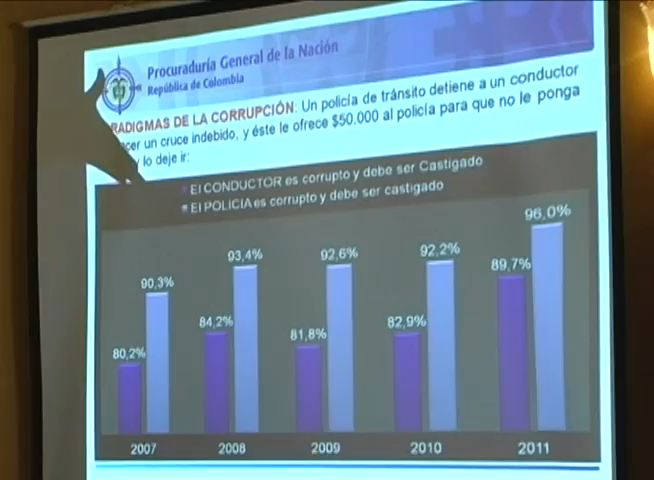 Procuraduría General de la Nación
República de Colombia
RADIGMAS DE LA CORRUPCIÓN: Un policía de tránsito detiene a un conductor
cer un cruce indebido, y éste le ofrece $50.000 al policía para que no le ponga
y lo deje ir:
El CONDUCTOR es corrupto y debe ser Castigado
El POLICIA es corrupto y debe ser castigado
80,2% 90,3% 84,2% 93,4% 81,8% 92,6% 82,9% 92,2% 89,7% 96,0%
2007 2008 2009 2010 2011